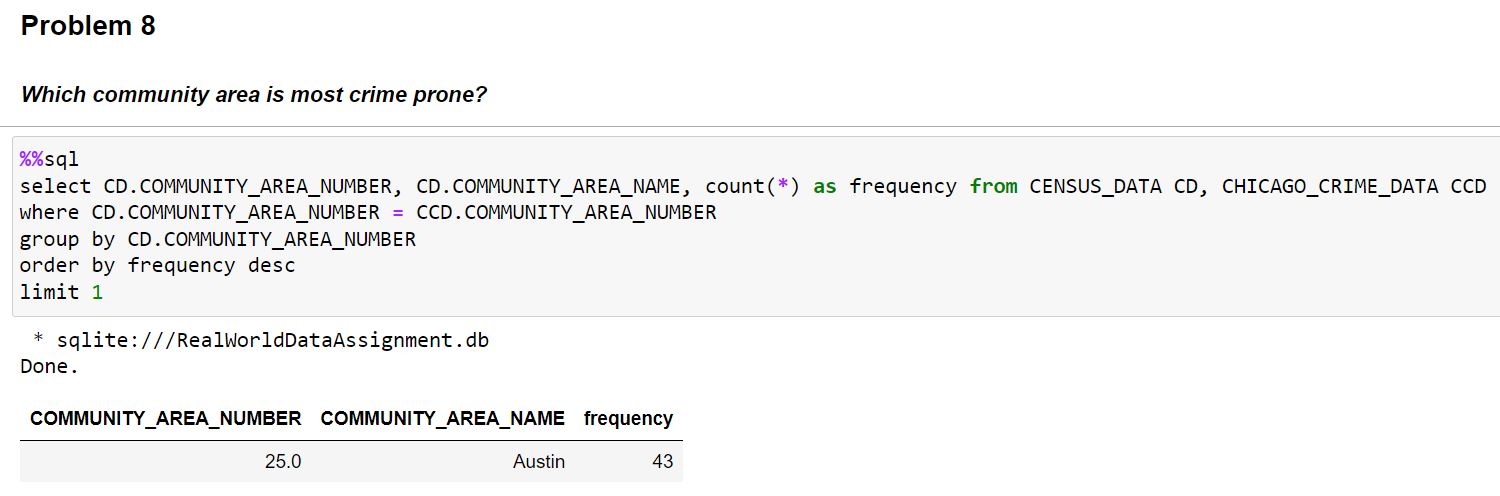 Problem 8
Which community area is most crime prone?
%%sql
select CD.COMMUNITY_AREA_NUMBER, CD.COMMUNITY_AREA_NAME, count(*) as frequency from CENSUS_DATA CD, CHICAGO_CRIME_DATA CCD
where CD.COMMUNITY_AREA_NUMBER = CCD.COMMUNITY_AREA_NUMBER
group by CD.COMMUNITY_AREA_NUMBER
order by frequency desc
limit 1
* sqlite:///RealWorldDataAssignment.db
Done.
COMMUNITY_AREA_NUMBER COMMUNITY_AREA_NAME frequency
25.0 Austin 43